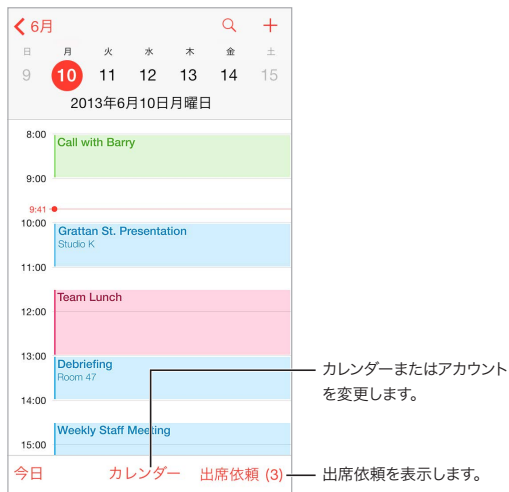 6月
日 月 火 水 木 金 土
9 10 11 12 13 14 15
2013年6月10日月曜日
8:00
Call with Barry
9:00
9:41
10:00
Grattan St. Presentation
Studio K
11:00
Team Lunch
12:00
13:00
Debriefing
Room 47
カレンダーまたはアカウント
を変更します。
14:00
Weekly Staff Meeting
15:00
今日 カレンダー 出席依頼 (3)
出席依頼を表示します。